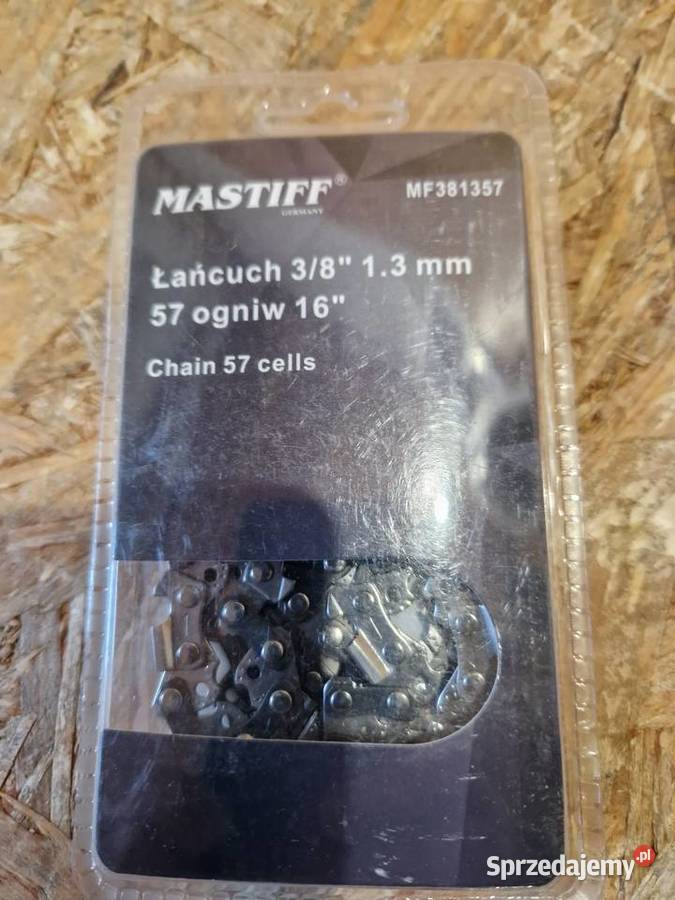 MASTIFF® MF381357
GERMANY
Łańcuch 3/8" 1.3 mm
57 ogniw 16"
Chain 57 cells
Sprzedajemy.pl